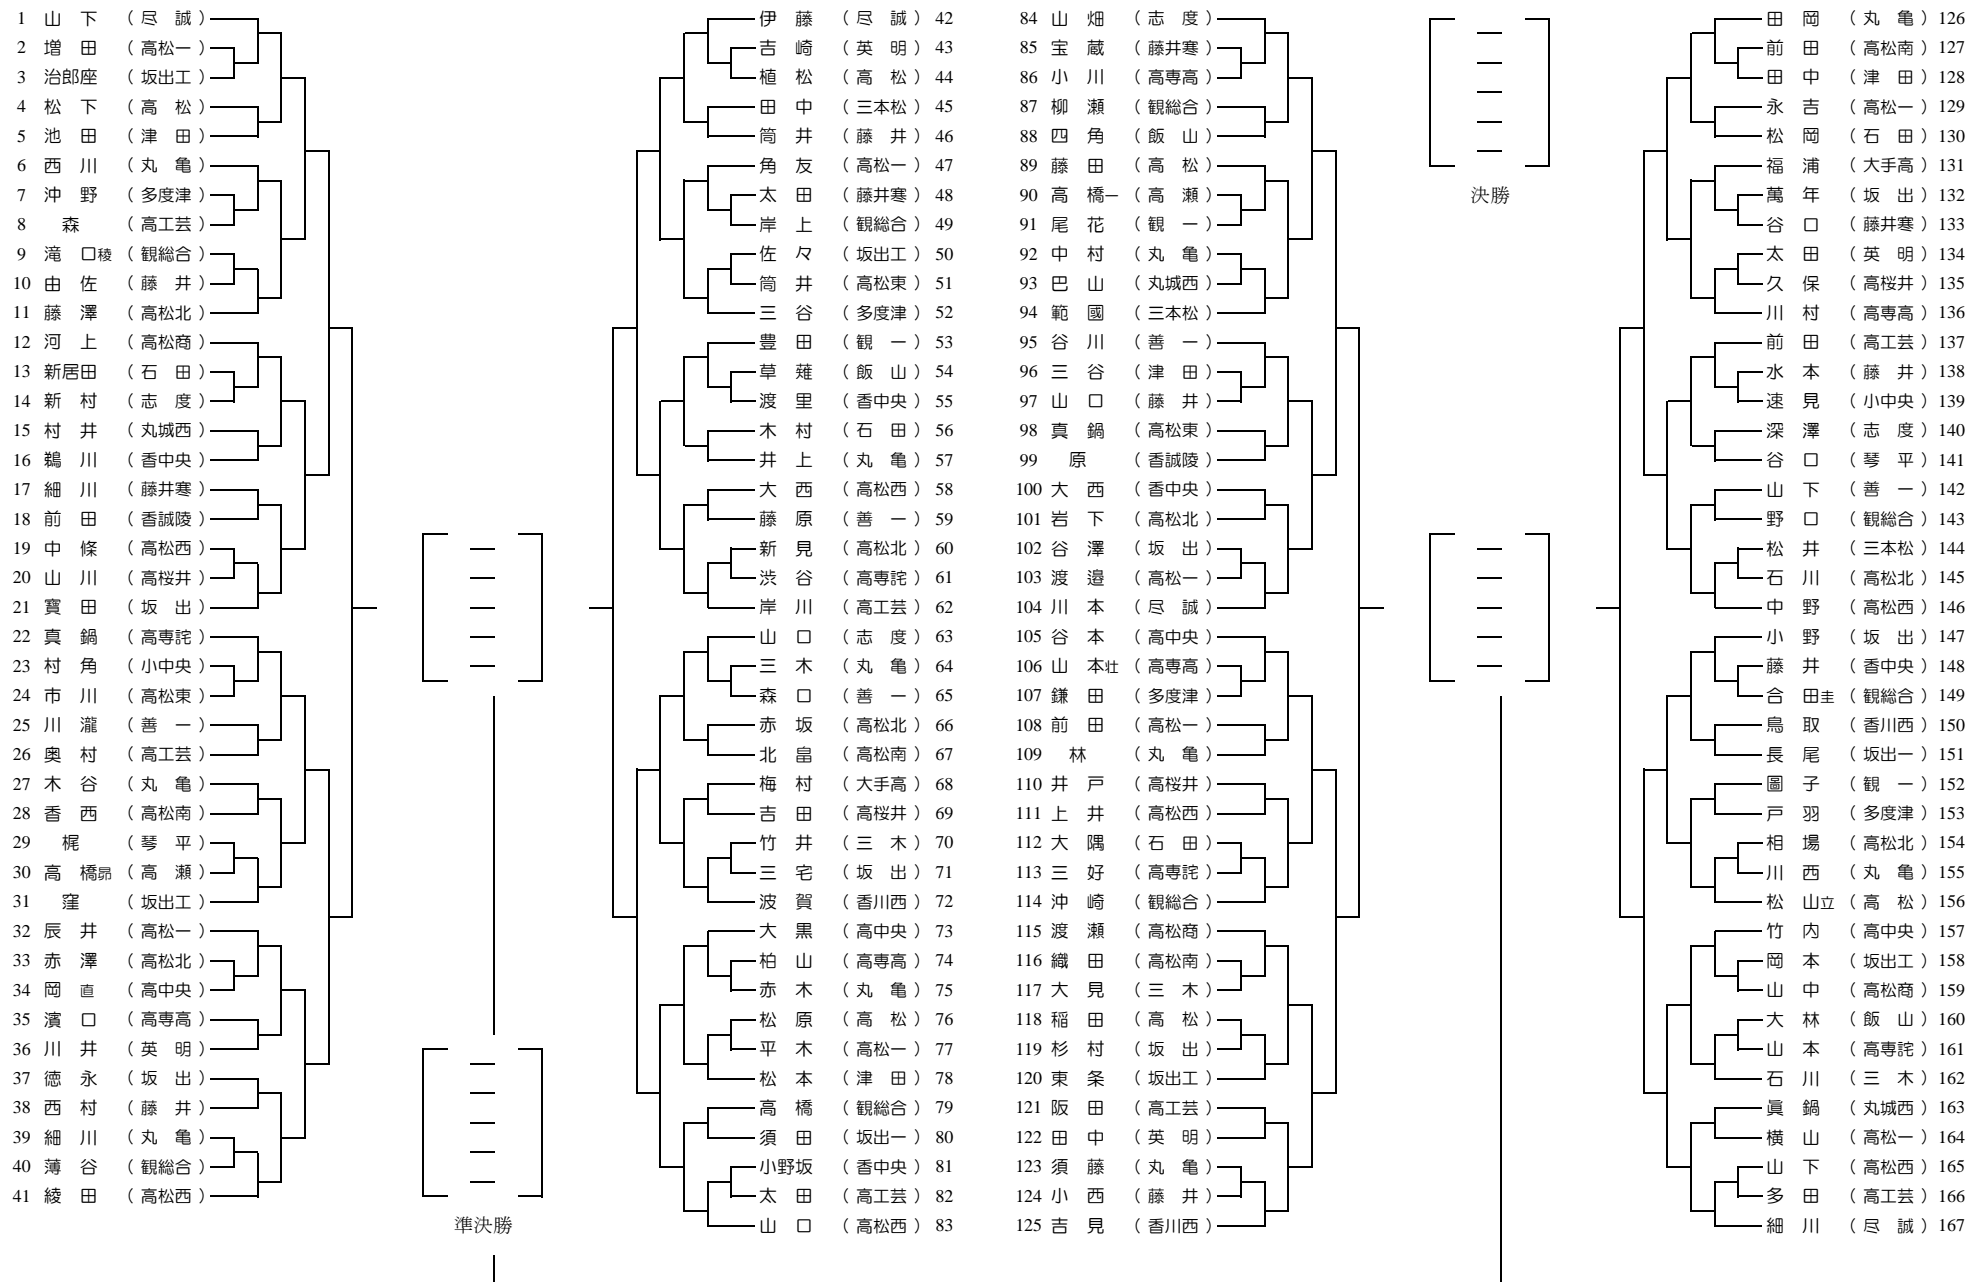 1 山下 （尽誠）
2 増田 （高松一）
3 治郎座 （坂出工）
4 松下 （高松）
5 池田 （津田）
6 西川 （丸亀）
7 沖野 （多度津）
8 森 （高工芸）
9 滝口稜 （観総合）
10 由佐 （藤井）
11 藤澤 （高松北）
12 河上 （高松商）
13 新居田 （石田）
14 新村 （志度）
15 村井 （丸城西）
16 鵜川 （香中央）
17 細川 （藤井寒）
18 前田 （香誠陵）
19 中條 （高松西）
20 山川 （高桜井）
21 寳田 （坂出）
22 真鍋 （高専詫）
23 村角 （小中央）
24 市川 （高松東）
25 川瀧 （善一）
26 奥村 （高工芸）
27 木谷 （丸亀）
28 香西 （高松南）
29 梶 （琴平）
30 高橋昴 （高瀬）
31 窪 （坂出工）
32 辰井 （高松一）
33 赤澤 （高松北）
34 岡直 （高中央）
35 濱口 （高専高）
36 川井 （英明）
37 徳永 （坂出）
38 西村 （藤井）
39 細川 （丸亀）
40 薄谷 （観総合）
41 綾田 （高松西）
準決勝
伊藤 （尽誠） 42
吉崎 （英明） 43
植松 （高松） 44
田中 （三本松） 45
筒井 （藤井） 46
角友 （高松一） 47
太田 （藤井寒） 48
岸上 （観総合） 49
佐々 （坂出工） 50
筒井 （高松東） 51
三谷 （多度津） 52
豊田 （観一） 53
草薙 （飯山） 54
渡里 （香中央） 55
木村 （石田） 56
井上 （丸亀） 57
大西 （高松西） 58
藤原 （善一） 59
新見 （高松北） 60
渋谷 （高専詫） 61
岸川 （高工芸） 62
山口 （志度） 63
三木 （丸亀） 64
森口 （善一） 65
赤坂 （高松北） 66
北畠 （高松南） 67
梅村 （大手高） 68
吉田 （高桜井） 69
竹井 （三木） 70
三宅 （坂出） 71
波賀 （香川西） 72
大黒 （高中央） 73
柏山 （高専高） 74
赤木 （丸亀） 75
松原 （高松） 76
平木 （高松一） 77
松本 （津田） 78
高橋 （観総合） 79
須田 （坂出一） 80
小野坂 （香中央） 81
太田 （高工芸） 82
山口 （高松西） 83
84 山畑 （志度）
85 宝蔵 （藤井寒）
86 小川 （高専高）
87 柳瀬 （観総合）
88 四角 （飯山）
89 藤田 （高松）
90 高橋一 （高瀬）
91 尾花 （観一）
92 中村 （丸亀）
93 巴山 （丸城西）
94 範國 （三本松）
95 谷川 （善一）
96 三谷 （津田）
97 山口 （藤井）
98 真鍋 （高松東）
99 原 （香誠陵）
100 大西 （香中央）
101 岩下 （高松北）
102 谷澤 （坂出）
103 渡邉 （高松一）
104 川本 （尽誠）
105 谷本 （高中央）
106 山本壮 （高専高）
107 鎌田 （多度津）
108 前田 （高松一）
109 林 （丸亀）
110 井戸 （高桜井）
111 上井 （高松西）
112 大隅 （石田）
113 三好 （高専詫）
114 沖崎 （観総合）
115 渡瀬 （高松商）
116 織田 （高松南）
117 大見 （三木）
118 稲田 （高松）
119 杉村 （坂出）
120 東条 （坂出工）
121 阪田 （高工芸）
122 田中 （英明）
123 須藤 （丸亀）
124 小西 （藤井）
125 吉見 （香川西）
決勝
田岡 （丸亀） 126
前田 （高松南） 127
田中 （津田） 128
永吉 （高松一） 129
松岡 （石田） 130
福浦 （大手高） 131
萬年 （坂出） 132
谷口 （藤井寒） 133
太田 （英明） 134
久保 （高桜井） 135
川村 （高専高） 136
前田 （高工芸） 137
水本 （藤井） 138
速見 （小中央） 139
深澤 （志度） 140
谷口 （琴平） 141
山下 （善一） 142
野口 （観総合） 143
松井 （三本松） 144
石川 （高松北） 145
中野 （高松西） 146
小野 （坂出） 147
藤井 （香中央） 148
合田圭 （観総合） 149
鳥取 （香川西） 150
長尾 （坂出一） 151
圖子 （観一） 152
戸羽 （多度津） 153
相場 （高松北） 154
川西 （丸亀） 155
松山立 （高松） 156
竹内 （高中央） 157
岡本 （坂出工） 158
山中 （高松商） 159
大林 （飯山） 160
山本 （高専詫） 161
石川 （三木） 162
眞鍋 （丸城西） 163
横山 （高松一） 164
山下 （高松西） 165
多田 （高工芸） 166
細川 （尽誠） 167